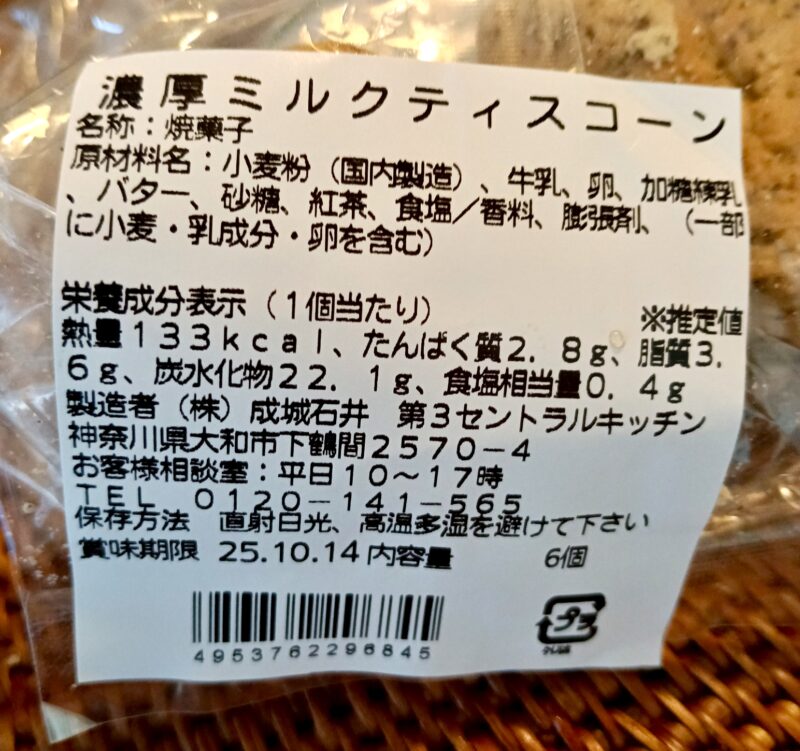 濃厚ミルクティスコーン
名称：焼菓子
原材料名：小麦粉（国内製造）、牛乳、卵、加糖練乳
、バター、砂糖、紅茶、食塩／香料、膨張剤、（一部
に小麦・乳成分・卵を含む）
栄養成分表示（１個当たり）
※推定値
熱量１３３ｋｃａｌ、たんぱく質２．８ｇ、脂質３．
６ｇ、炭水化物２２．１ｇ、食塩相当量０．４ｇ
製造者（株）成城石井　第３セントラルキッチン
神奈川県大和市下鶴間２５７０－４
お客様相談室：平日１０～１７時
ＴＥＬ　０１２０－１４１－５６５
保存方法　直射日光、高温多湿を避けて下さい
賞味期限　25.10.14 内容量　6個
4953762296845
プラ